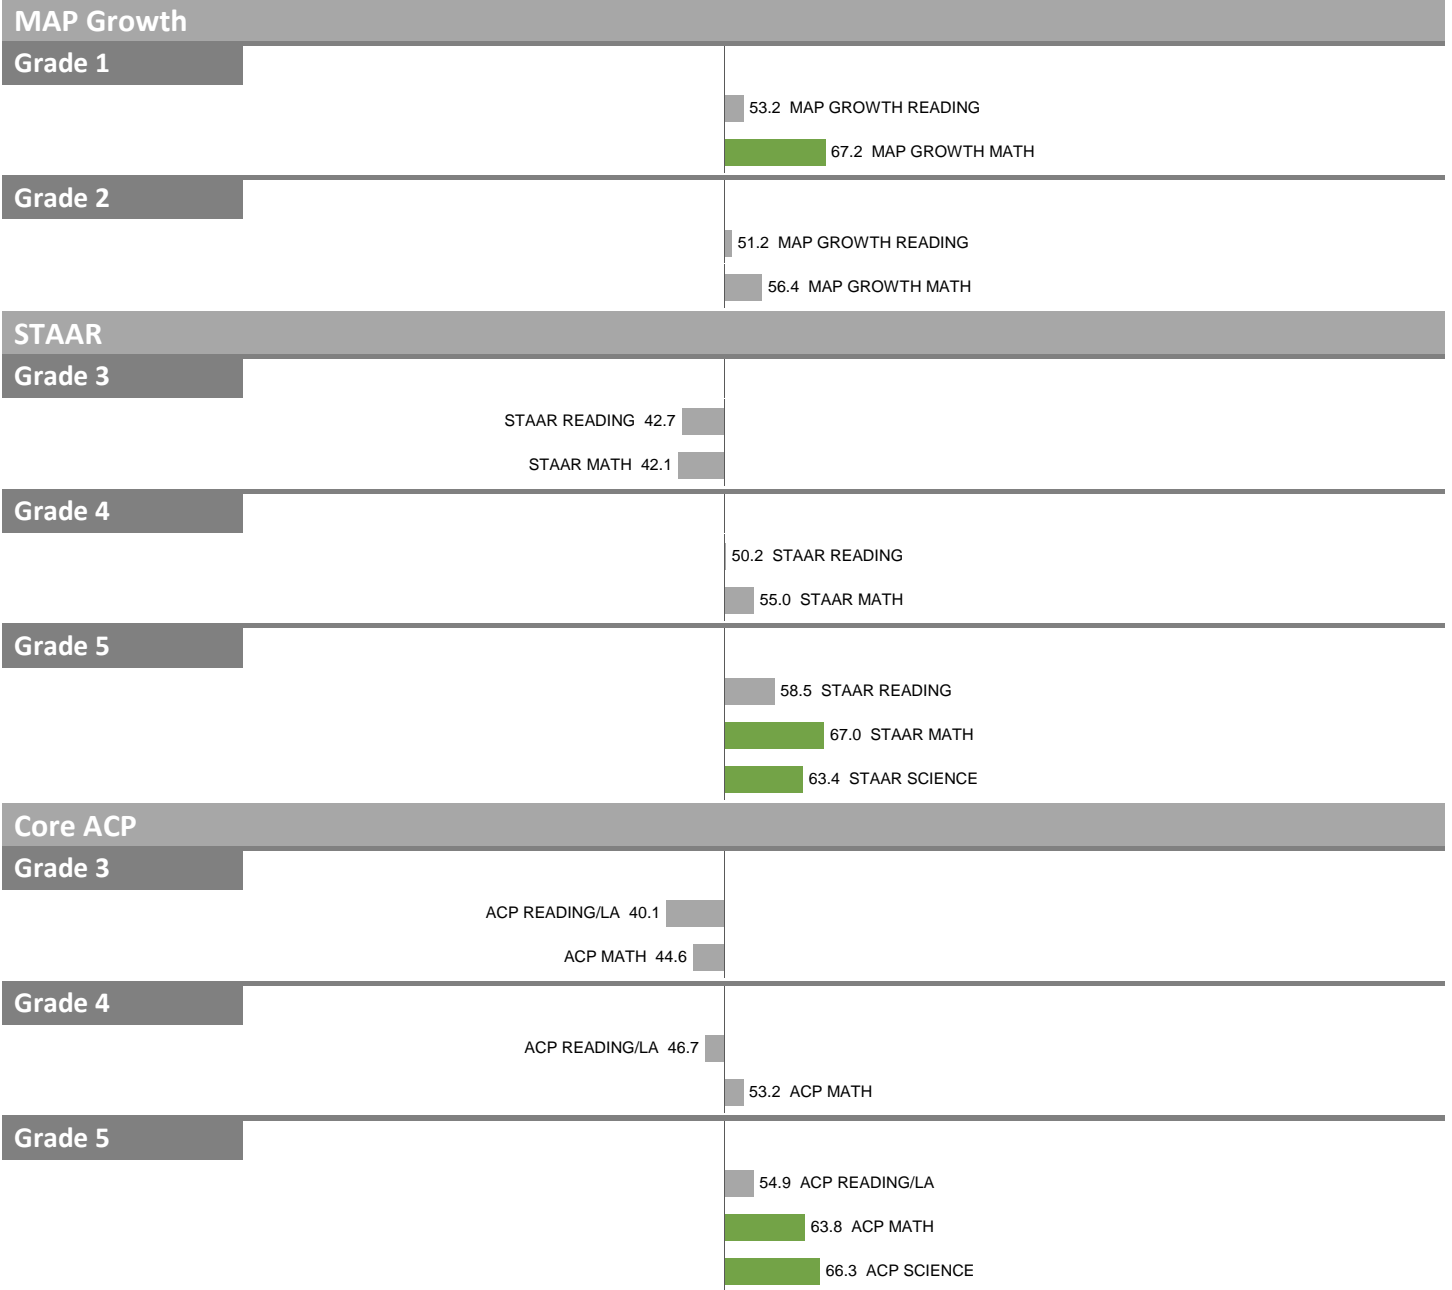 MAP Growth
Grade 1
53.2 MAP GROWTH READING
67.2 MAP GROWTH MATH
Grade 2
51.2 MAP GROWTH READING
56.4 MAP GROWTH MATH
STAAR
Grade 3
STAAR READING 42.7
STAAR MATH 42.1
Grade 4
50.2 STAAR READING
55.0 STAAR MATH
Grade 5
58.5 STAAR READING
67.0 STAAR MATH
63.4 STAAR SCIENCE
Core ACP
Grade 3
ACP READING/LA 40.1
ACP MATH 44.6
Grade 4
ACP READING/LA 46.7
53.2 ACP MATH
Grade 5
54.9 ACP READING/LA
63.8 ACP MATH
66.3 ACP SCIENCE